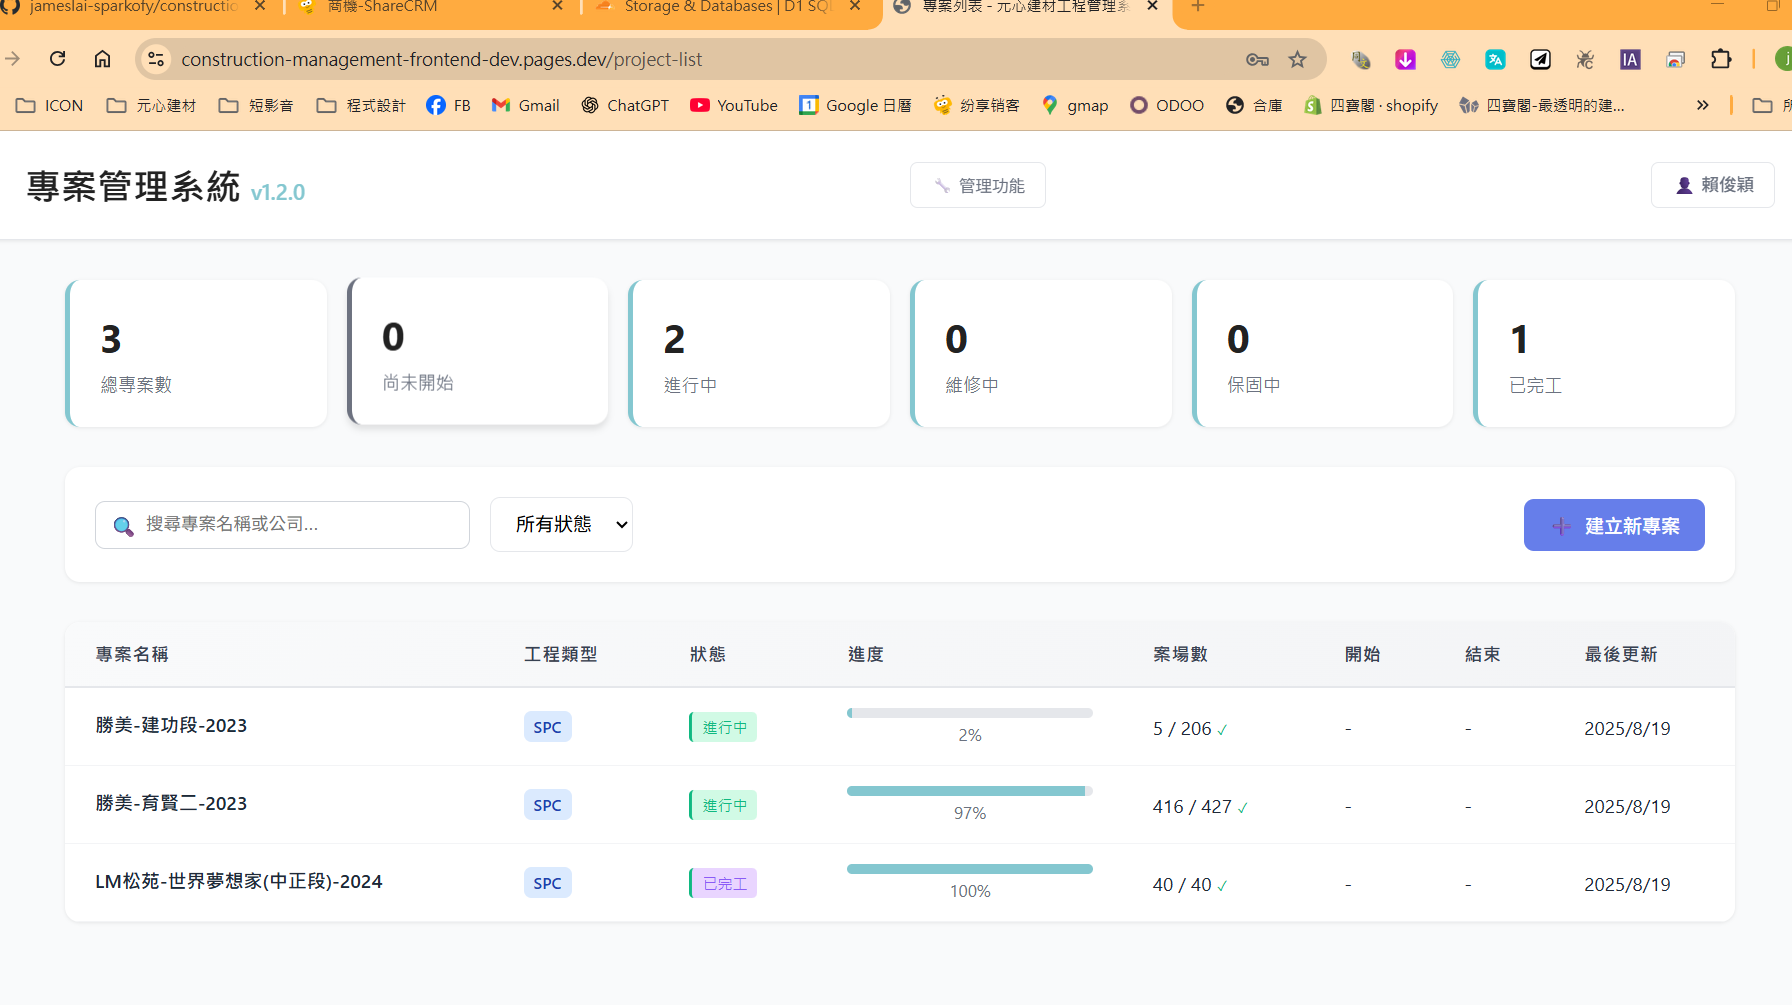 jameslai-sparkofy/constructio
商機-ShareCRM
Storage & Databases | D1 SQL
專案列表 - 元心建材工程管理系
construction-management-frontend-dev.pages.dev/project-list
ICON 元心建材 短影音 程式設計 FB Gmail ChatGPT YouTube Google 日曆 紛享销客 gmap ODOO 合庫 四寶閣 · shopify 四寶閣-最透明的建...
專案管理系統 v1.2.0
管理功能
賴俊穎
3
總專案數
0
尚未開始
2
進行中
0
維修中
0
保固中
1
已完工
搜尋專案名稱或公司...
所有狀態
建立新專案
專案名稱 工程類型 狀態 進度 案場數 開始 結束 最後更新
勝美-建功段-2023 SPC 進行中 2% 5 / 206 ✓ - - 2025/8/19
勝美-育賢二-2023 SPC 進行中 97% 416 / 427 ✓ - - 2025/8/19
LM松苑-世界夢想家(中正段)-2024 SPC 已完工 100% 40 / 40 ✓ - - 2025/8/19